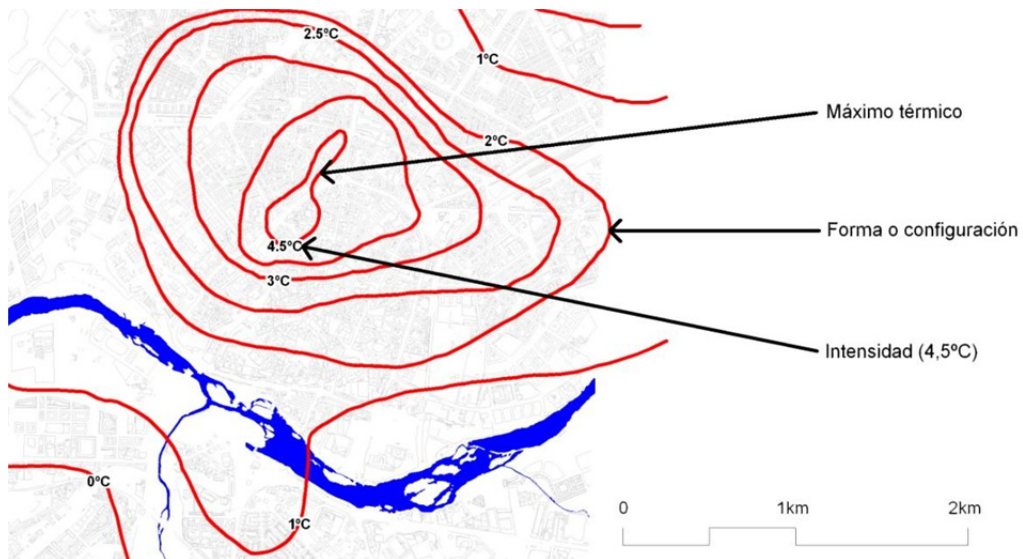 2.5ºC
1ºC
Máximo térmico
2ºC
Forma o configuración
4.5ºC
3ºC
Intensidad (4,5ºC)
0ºC
1ºC
0
1km
2km